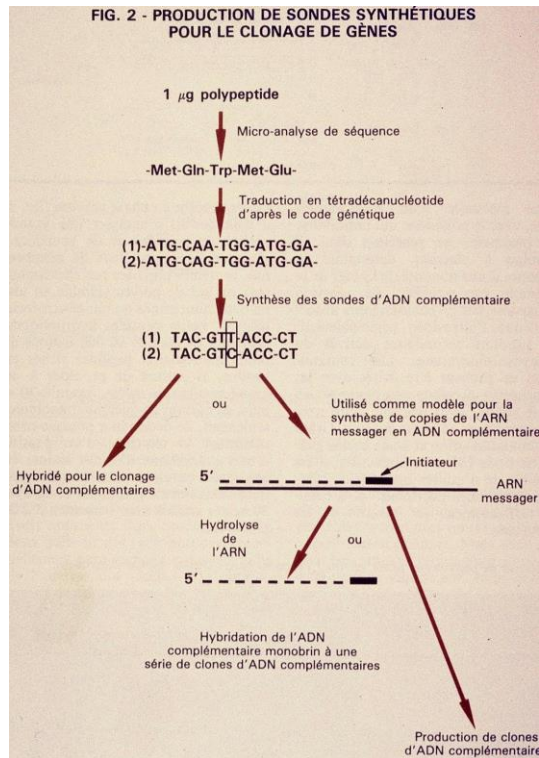 FIG. 2 - PRODUCTION DE SONDES SYNTHÉTIQUES
POUR LE CLONAGE DE GÈNES
1 µg polypeptide
Micro-analyse de séquence
-Met-Gln-Trp-Met-Glu-
Traduction en tétradécanucléotide
d'après le code génétique
(1)-ATG-CAA-TGG-ATG-GA-
(2)-ATG-CAG-TGG-ATG-GA-
Synthèse des sondes d'ADN complémentaire
(1) TAC-GTT-ACC-CT
(2) TAC-GTC-ACC-CT
ou
Utilisé comme modèle pour la
synthèse de copies de l'ARN
messager en ADN complémentaire
Hybridé pour le clonage
d'ADN complémentaires
Initiateur
5′
ARN
messager
Hydrolyse
de
l'ARN
ou
5′
Hybridation de l'ADN
complémentaire monobrin à une
série de clones d'ADN complémentaires
Production de clones
d'ADN complémentaire